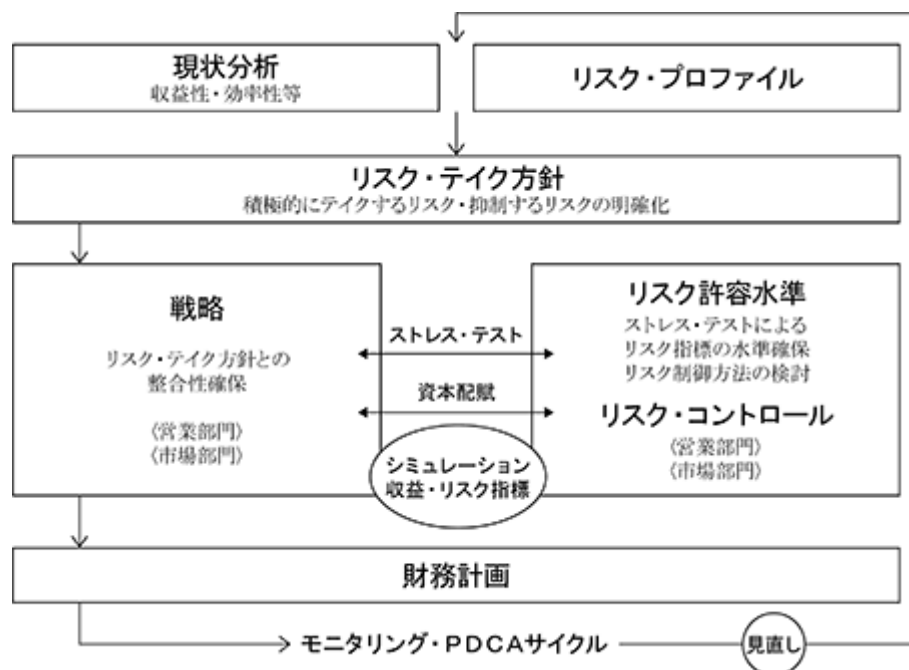 現状分析
収益性・効率性等
リスク・プロファイル
リスク・テイク方針
積極的にテイクするリスク・抑制するリスクの明確化
戦略
リスク・テイク方針との
整合性確保
〈営業部門〉
〈市場部門〉
ストレス・テスト
資本配賦
シミュレーション
収益・リスク指標
リスク許容水準
ストレス・テストによる
リスク指標の水準確保
リスク制御方法の検討
リスク・コントロール
〈営業部門〉
〈市場部門〉
財務計画
モニタリング・PDCAサイクル
見直し